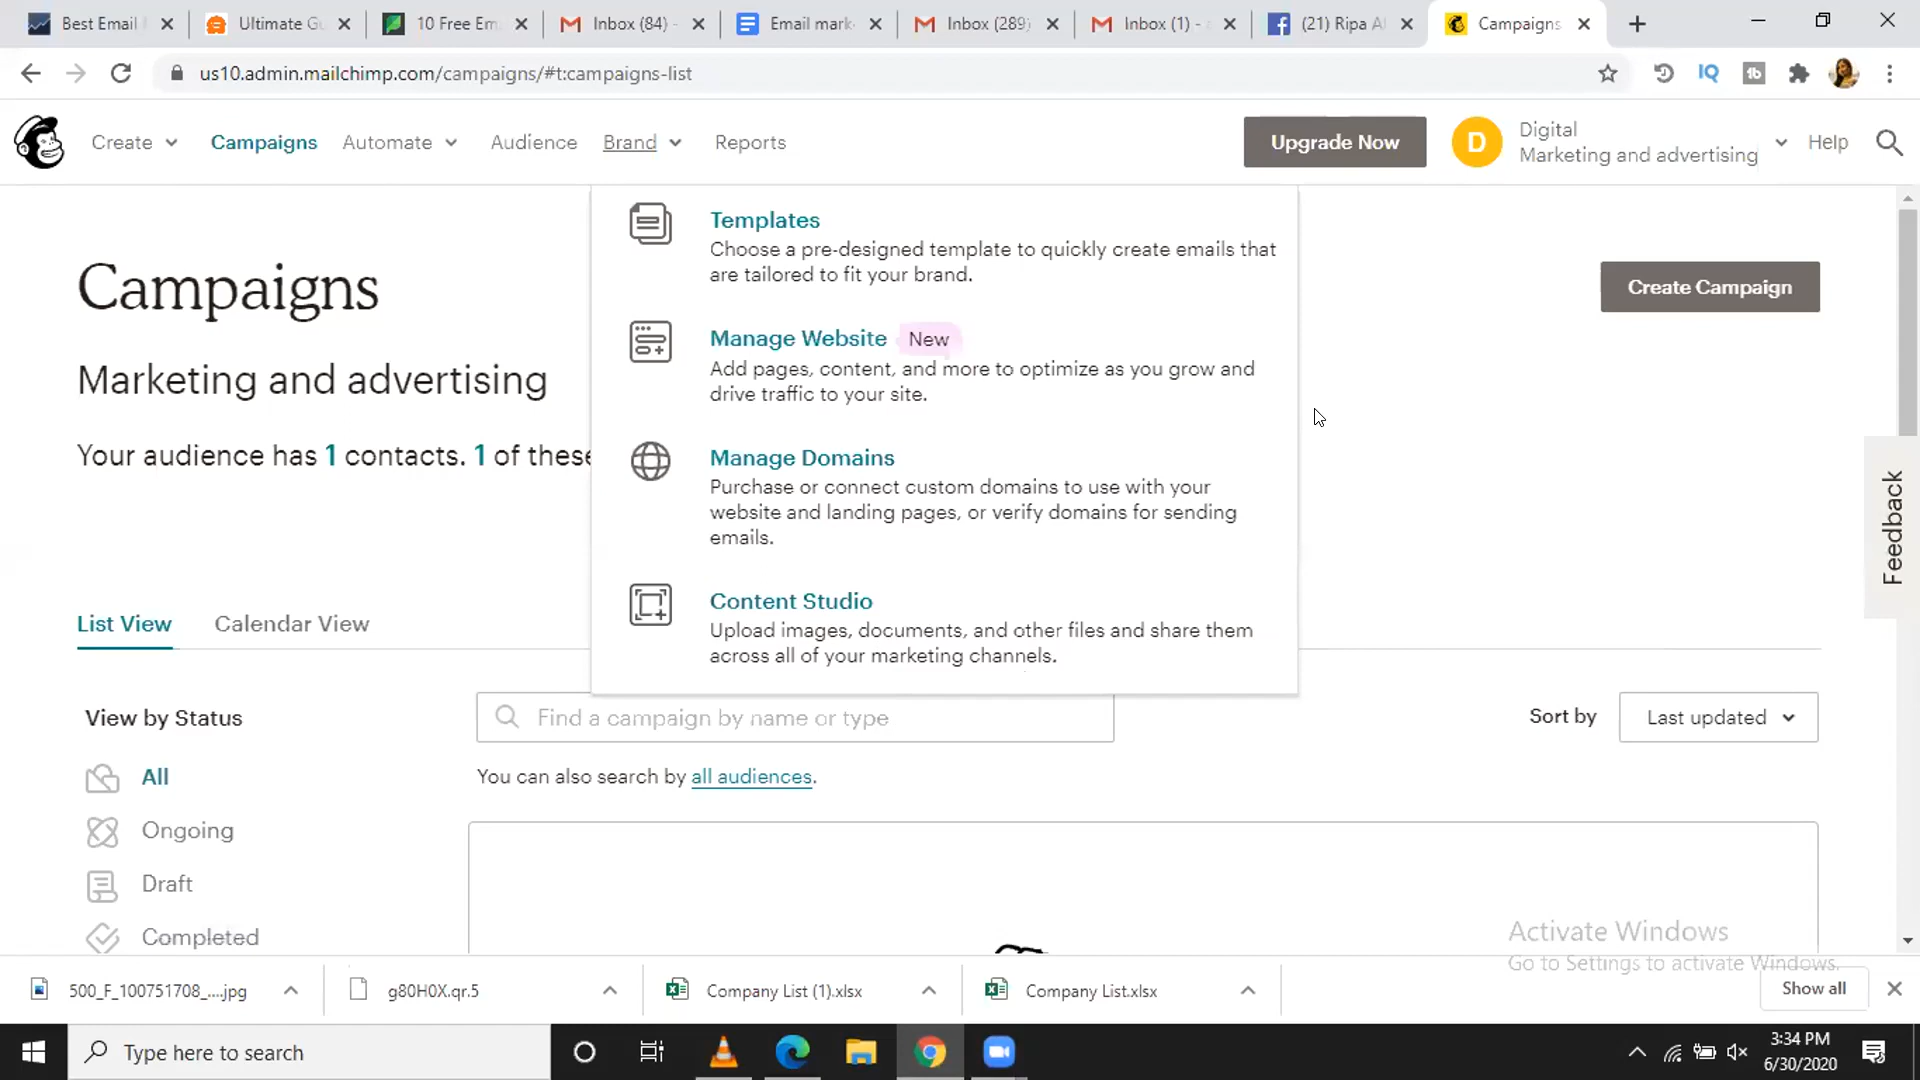 Best Email
Ultimate Gu
10 Free Em
Inbox (84) -
Email mark
Inbox (289)
Inbox (1) -
(21) Ripa A
Campaigns
us10.admin.mailchimp.com/campaigns/#t:campaigns-list
IQ
tb
Create
Campaigns
Automate
Audience
Brand
Reports
Upgrade Now
D
Digital
Marketing and advertising
Help
Templates
Choose a pre-designed template to quickly create emails that
are tailored to fit your brand.
Campaigns
Create Campaign
Manage Website New
Add pages, content, and more to optimize as you grow and
drive traffic to your site.
Marketing and advertising
Your audience has 1 contacts. 1 of these
Manage Domains
Purchase or connect custom domains to use with your
website and landing pages, or verify domains for sending
emails.
Feedback
Content Studio
Upload images, documents, and other files and share them
across all of your marketing channels.
List View
Calendar View
View by Status
Find a campaign by name or type
Sort by
Last updated
You can also search by all audiences.
All
Ongoing
Draft
Completed
Activate Windows
Go to Settings to activate Windows.
500_F_100751708_....jpg
g80H0X.qr.5
Company List (1).xlsx
Company List.xlsx
Show all
Type here to search
3:34 PM
6/30/2020